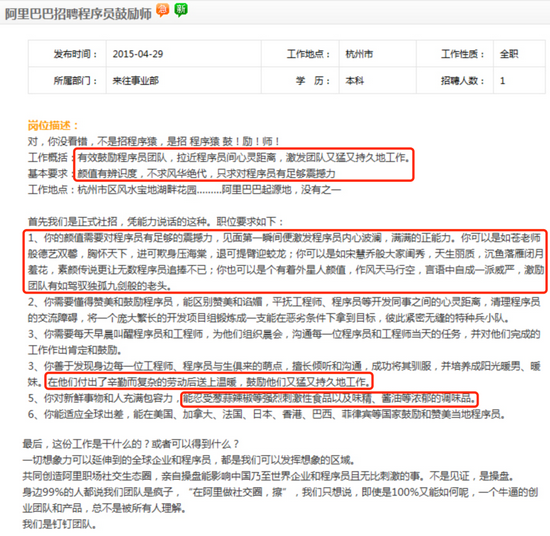 阿里巴巴招聘程序员鼓励师 急 新
发布时间： 2015-04-29 工作地点： 杭州市 工作性质： 全职
所属部门： 来往事业部 学　历： 本科 招聘人数： 1
岗位描述：
对，你没看错，不是招程序猿，是招 程序猿 鼓！励！师！
工作概括：有效鼓励程序员团队，拉近程序员间心灵距离，激发团队又猛又持久地工作。
基本要求：颜值有辨识度，不求风华绝代，只求对程序员有足够震撼力
工作地点：杭州市区风水宝地湖畔花园………阿里巴巴起源地，没有之一
首先我们是正式社招，凭能力说话的这种。职位要求如下：
1、你的颜值需要对程序员有足够的震撼力，见面第一瞬间便激发程序员内心波澜，满满的正能力。你可以是如苍老师
般德艺双馨，胸怀天下，进可欺身压海棠，退可提臂迎蛟龙；你可以是如宋慧乔般大家闺秀，天生丽质，沉鱼落雁闭月
羞花，素颜传说更让无数程序员追捧不已；你也可以是个有着外星人颜值，作风天马行空，言语中自成一派威严，激励
团队有如驾驭独孤九剑般的老头。
2、你需要懂得赞美和鼓励程序员，能区别赞美和谄媚，平抚工程师、程序员等开发同事之间的心灵距离，清理程序员
的交流障碍，将一个庞大繁长的开发项目组锻炼成一支能在恶劣条件下拿到目标，彼此紧密无缝的特种兵小队。
3、你需要每天早晨叫醒程序员和工程师，为他们组织晨会，沟通每一位程序员和工程师当天的任务，并对他们完成的
工作作出肯定和鼓励。
3、你善于发现身边每一位工程师、程序员与生俱来的萌点，擅长倾听和沟通，成功将其驯服，并培养成阳光暖男、暖
妹。在他们付出了辛勤而复杂的劳动后送上温暖，鼓励他们又猛又持久地工作。
5、你对新鲜事物和人充满包容力，能忍受葱蒜辣椒等强烈刺激性食品以及味精、酱油等浓郁的调味品。
6、你能适应全球出差，能在美国、加拿大、法国、日本、香港、巴西、菲律宾等国家鼓励和赞美当地程序员。
最后，这份工作是干什么的？或者可以得到什么？
一切想象力可以延伸到的全球企业和程序员，都是我们可以发挥想象的区域。
共同创造阿里职场社交生态圈，亲自操盘能影响中国乃至世界企业和程序员且无比刺激的事。不是见证，是操盘。
身边99%的人都说我们团队是疯子，“在阿里做社交圈，擦”，我们只想说，即使是100%又能如何呢，一个牛逼的创
业团队和产品，总不是被所有人理解。
我们是钉钉团队。